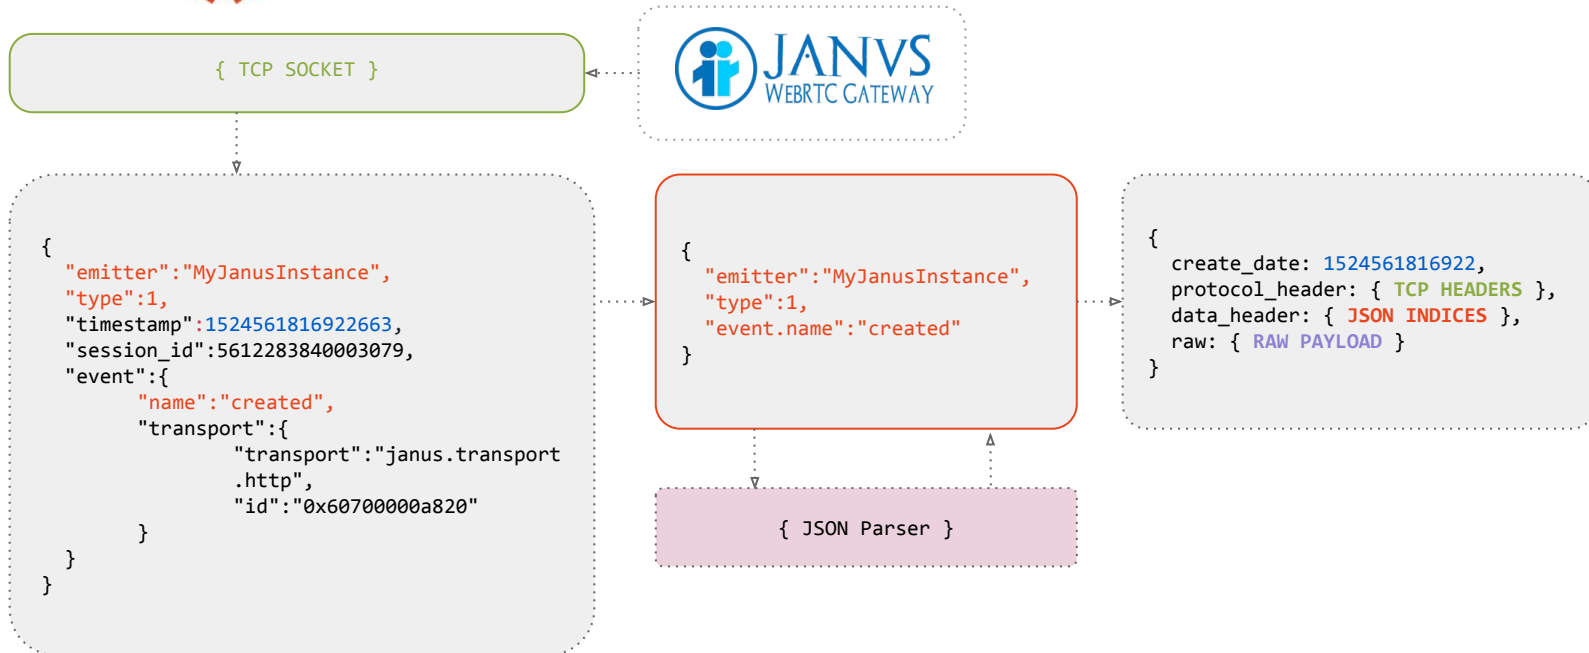 { TCP SOCKET }
JANVS
WEBRTC GATEWAY
{
"emitter":"MyJanusInstance",
"type":1,
"timestamp":1524561816922663,
"session_id":5612283840003079,
"event":{
"name":"created",
"transport":{
"transport":"janus.transport
.http",
"id":"0x60700000a820"
}
}
}
{
"emitter":"MyJanusInstance",
"type":1,
"event.name":"created"
}
{ JSON Parser }
{
create_date: 1524561816922,
protocol_header: { TCP HEADERS },
data_header: { JSON INDICES },
raw: { RAW PAYLOAD }
}